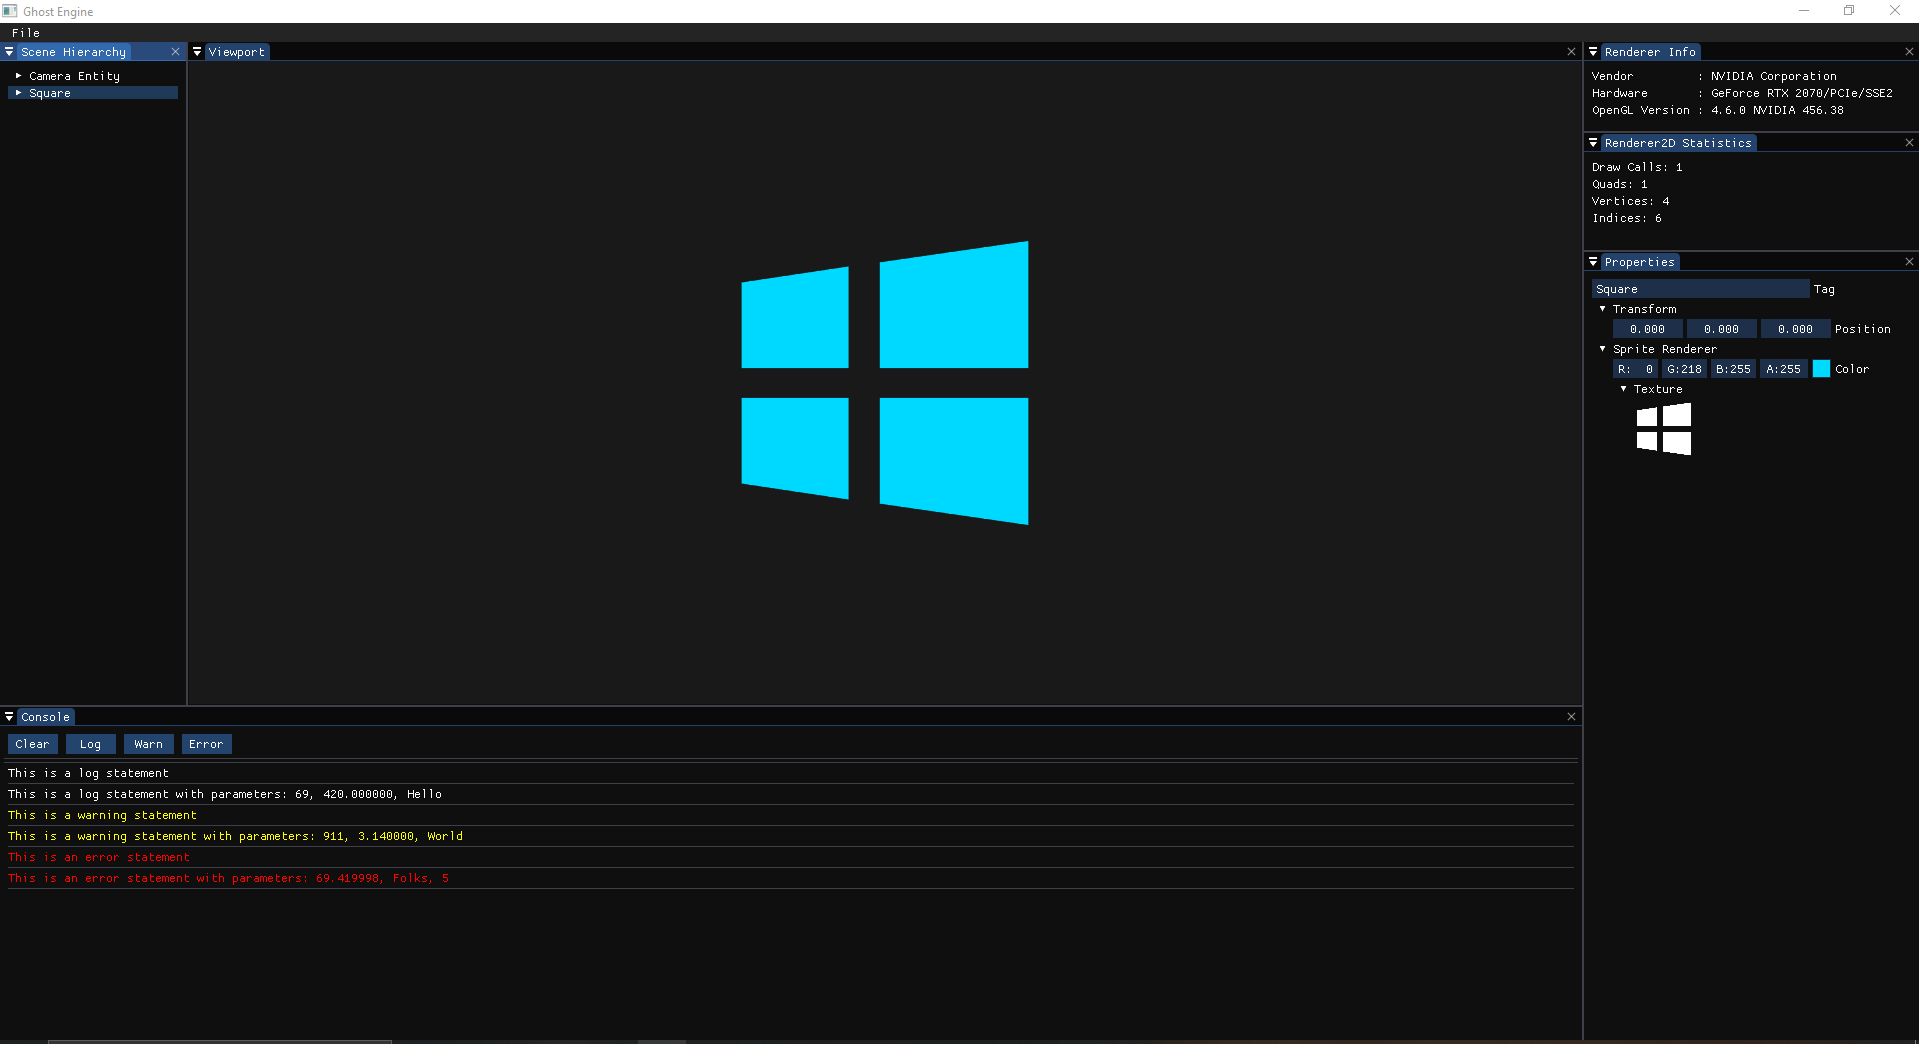 Ghost Engine
File
Scene Hierarchy
Camera Entity
Square
Viewport
Renderer Info
Vendor : NVIDIA Corporation
Hardware : GeForce RTX 2070/PCIe/SSE2
OpenGL Version : 4.6.0 NVIDIA 456.38
Renderer2D Statistics
Draw Calls: 1
Quads: 1
Vertices: 4
Indices: 6
Properties
Square Tag
Transform
0.000 0.000 0.000 Position
Sprite Renderer
R: 0 G:218 B:255 A:255 Color
Texture
Console
Clear Log Warn Error
This is a log statement
This is a log statement with parameters: 69, 420.000000, Hello
This is a warning statement
This is a warning statement with parameters: 911, 3.140000, World
This is an error statement
This is an error statement with parameters: 69.419998, Folks, 5